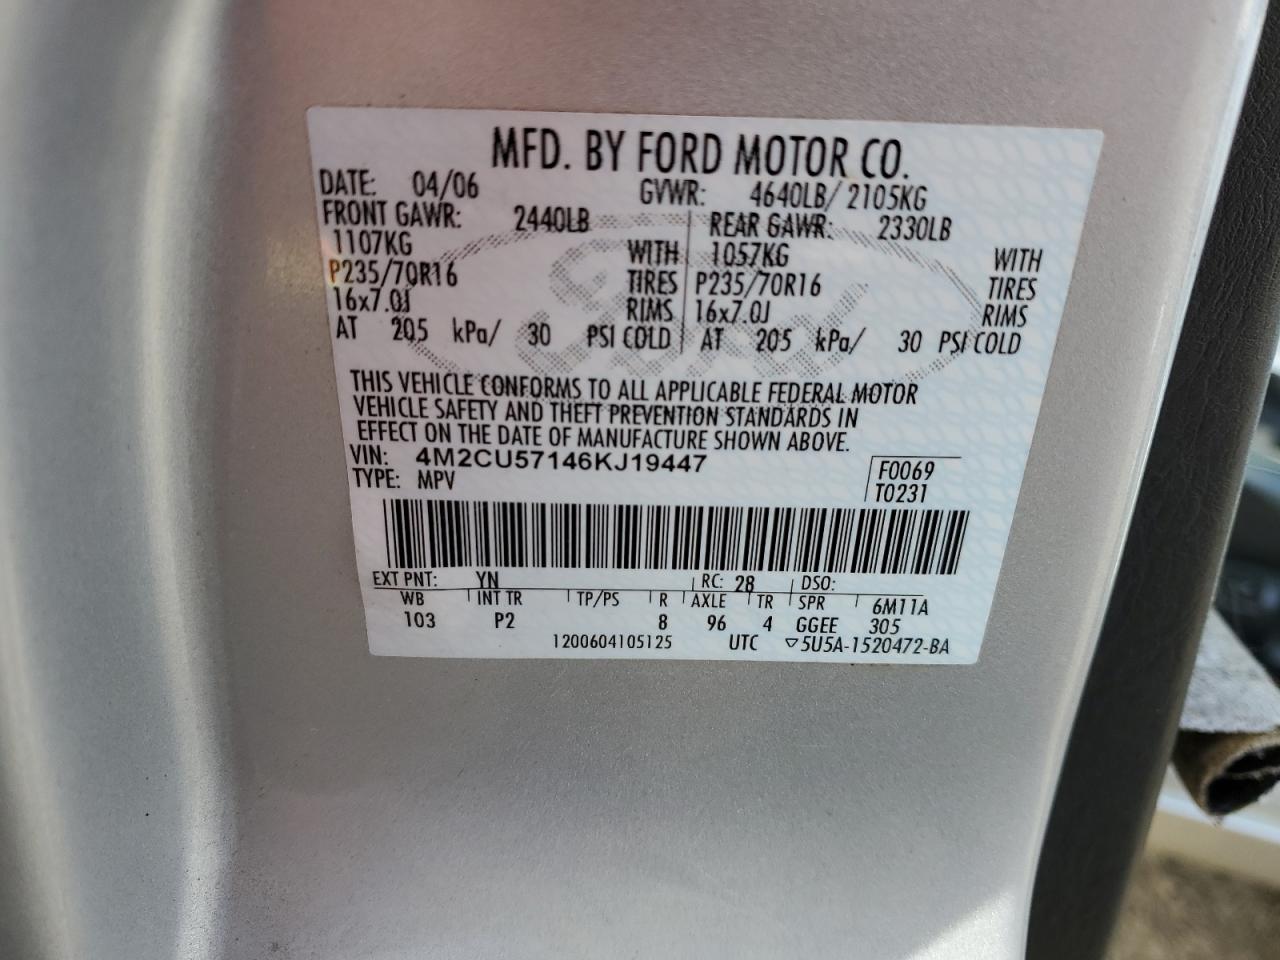 MFD. BY FORD MOTOR CO.
DATE: 04/06 GVWR: 4640LB/ 2105KG
FRONT GAWR: 2440LB REAR GAWR: 2330LB
1107KG WITH 1057KG WITH
P235/70R16 TIRES P235/70R16 TIRES
16x7.0J RIMS 16x7.0J RIMS
AT 205 kPa/ 30 PSI COLD AT 205 kPa/ 30 PSI COLD
THIS VEHICLE CONFORMS TO ALL APPLICABLE FEDERAL MOTOR
VEHICLE SAFETY AND THEFT PREVENTION STANDARDS IN
EFFECT ON THE DATE OF MANUFACTURE SHOWN ABOVE.
VIN: 4M2CU57146KJ19447 F0069
TYPE: MPV T0231
EXT PNT: YN RC: 28 DSO:
WB INT TR TP/PS R AXLE TR SPR 6M11A
103 P2 8 96 4 GGEE 305
1200604105125 UTC ▽5U5A-1520472-BA